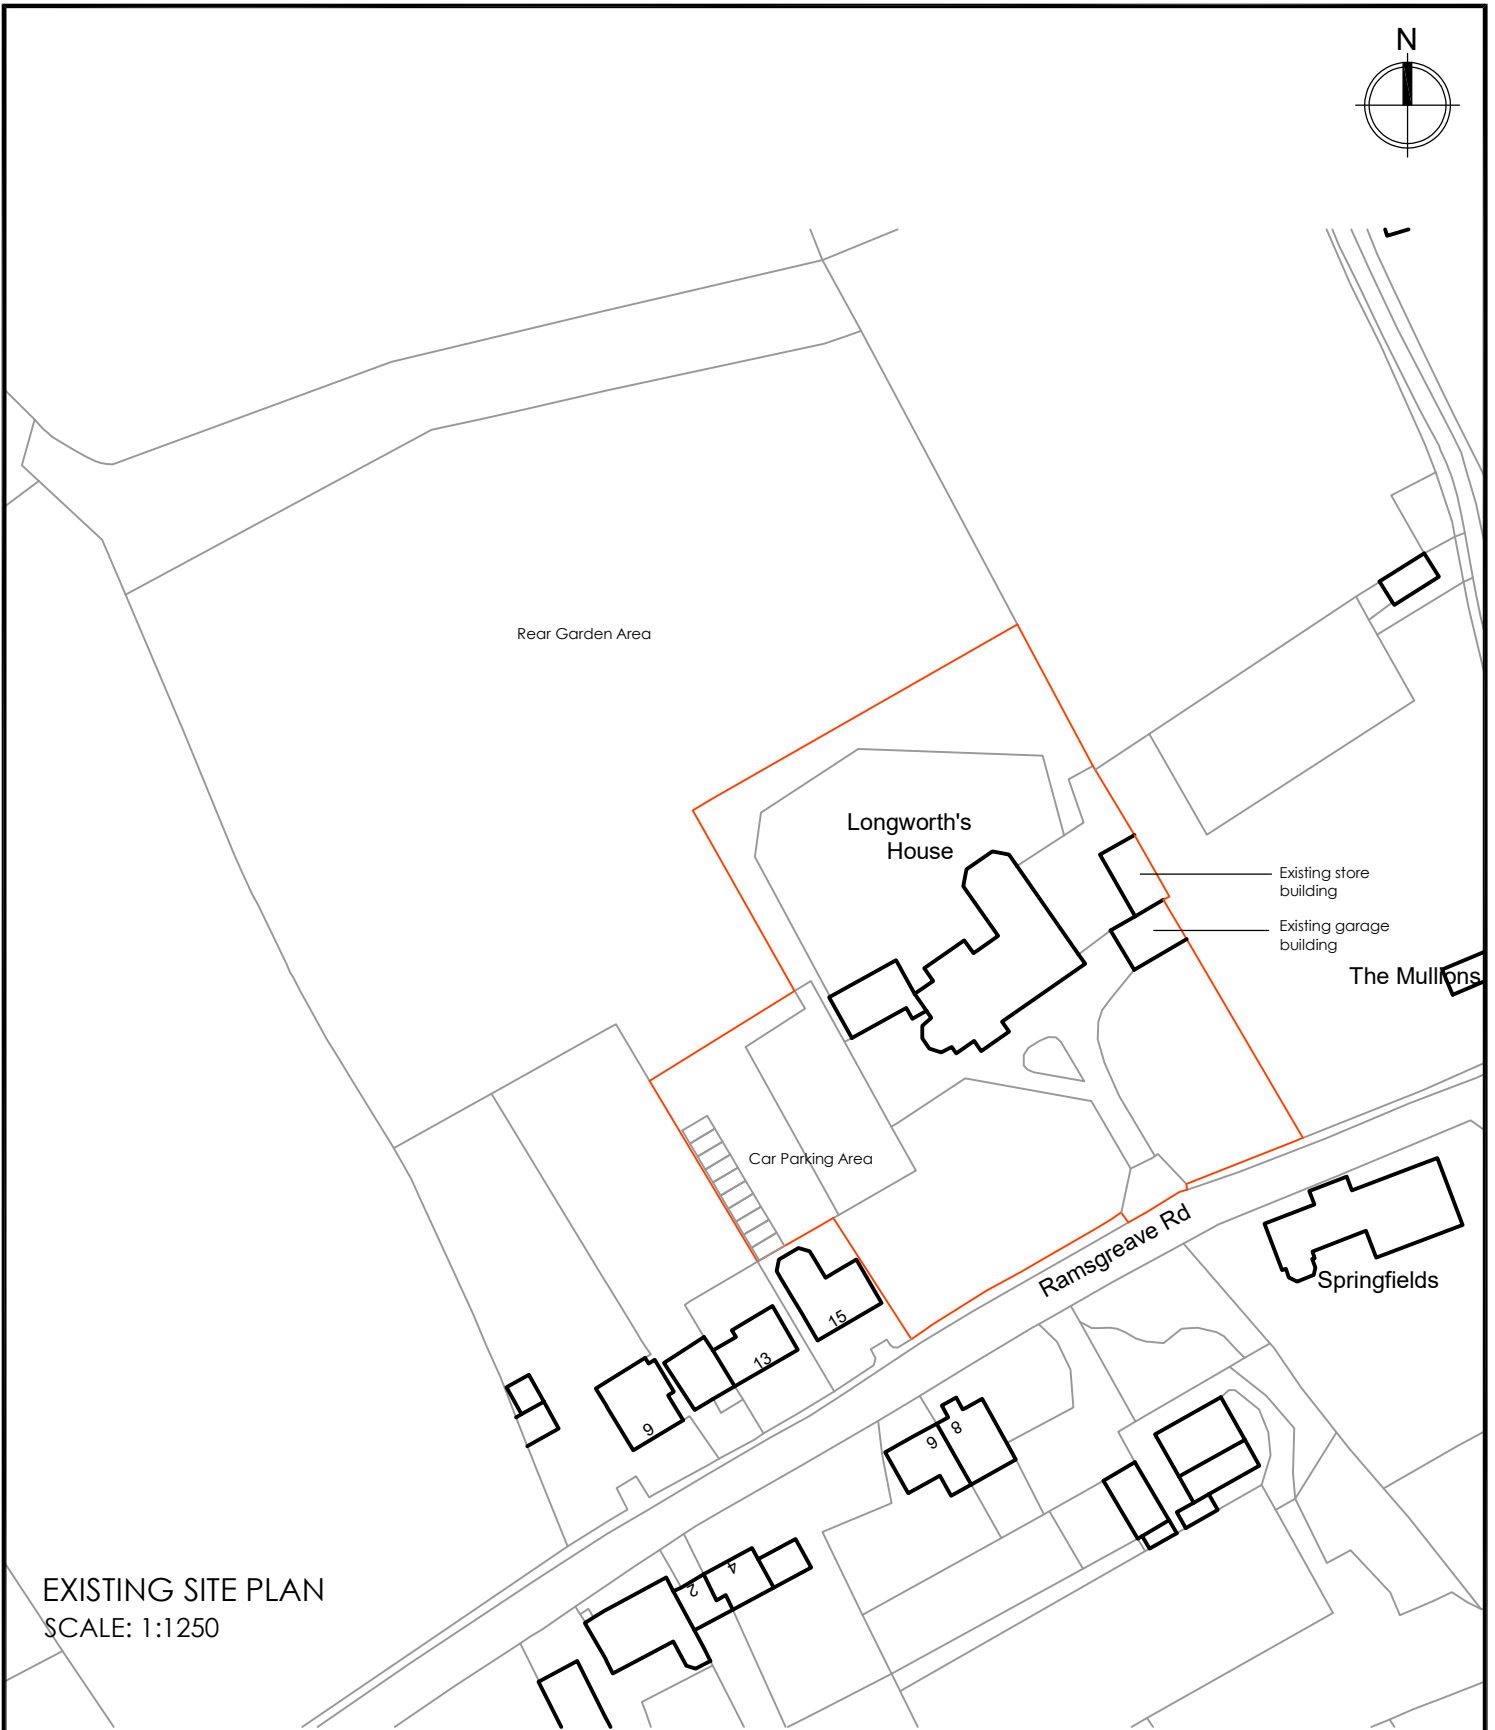 N
Rear Garden Area
Longworth's
House
Existing store
building
Existing garage
building
The Mullions
Car Parking Area
Ramsgreave Rd
Springfields
15
13
9
6
8
4
2
EXISTING SITE PLAN
SCALE: 1:1250